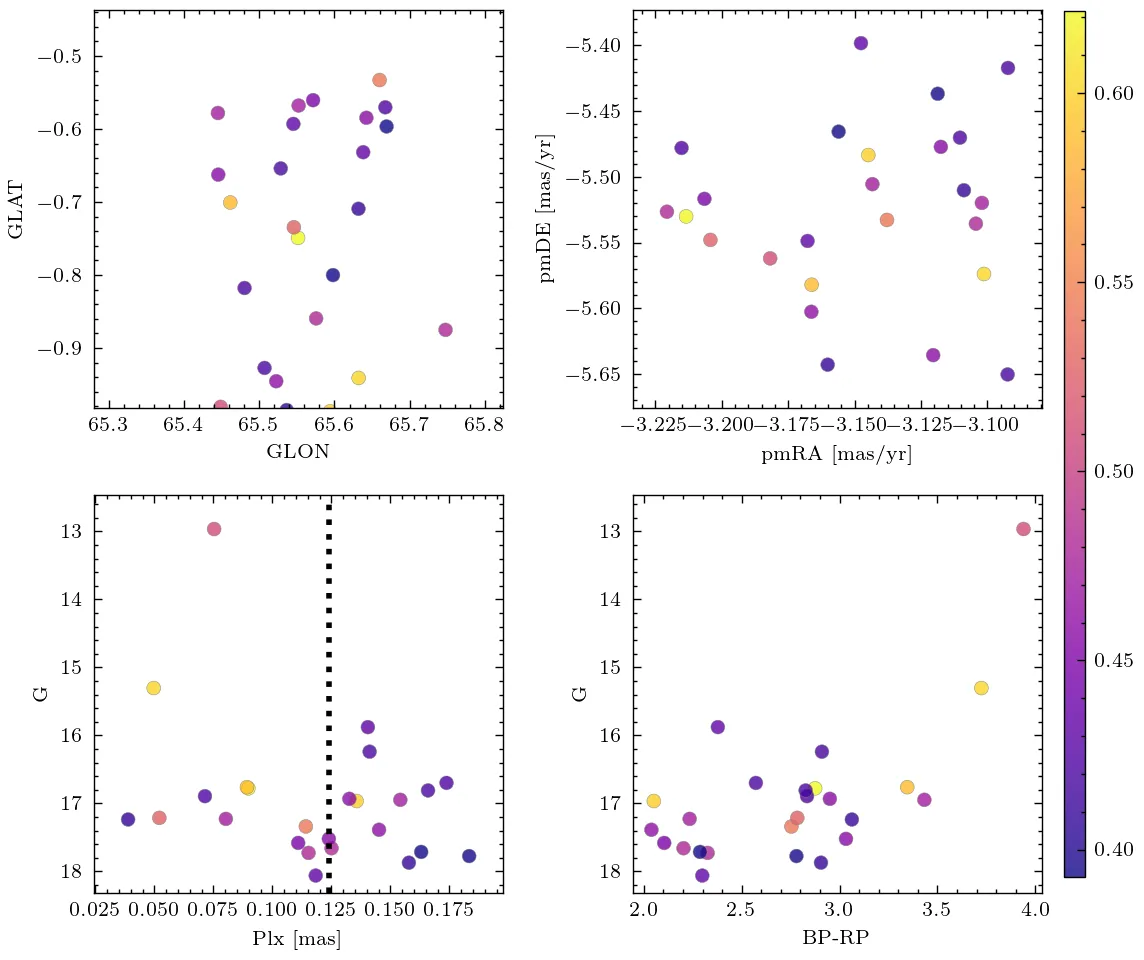 −0.5
−0.6
−0.7
−0.8
−0.9
GLAT
65.3 65.4 65.5 65.6 65.7 65.8
GLON
−5.40
−5.45
−5.50
−5.55
−5.60
−5.65
pmDE [mas/yr]
−3.225 −3.200 −3.175 −3.150 −3.125 −3.100
pmRA [mas/yr]
0.60
0.55
0.50
0.45
0.40
13
14
15
16
17
18
G
0.025 0.050 0.075 0.100 0.125 0.150 0.175
Plx [mas]
13
14
15
16
17
18
G
2.0 2.5 3.0 3.5 4.0
BP-RP